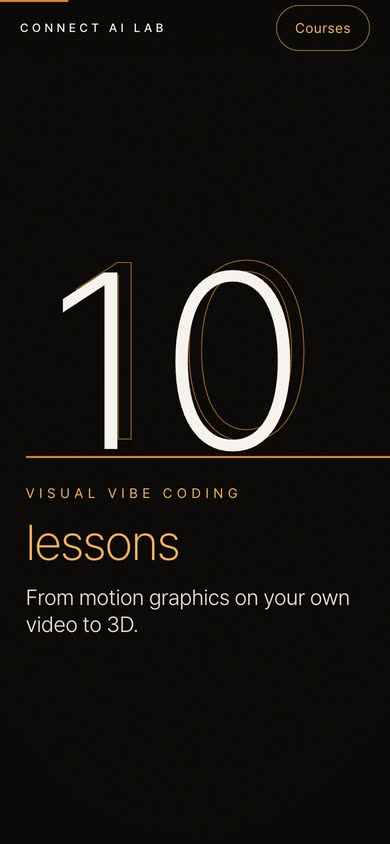 CONNECT AI LAB
Courses
10
VISUAL VIBE CODING
lessons
From motion graphics on your own
video to 3D.